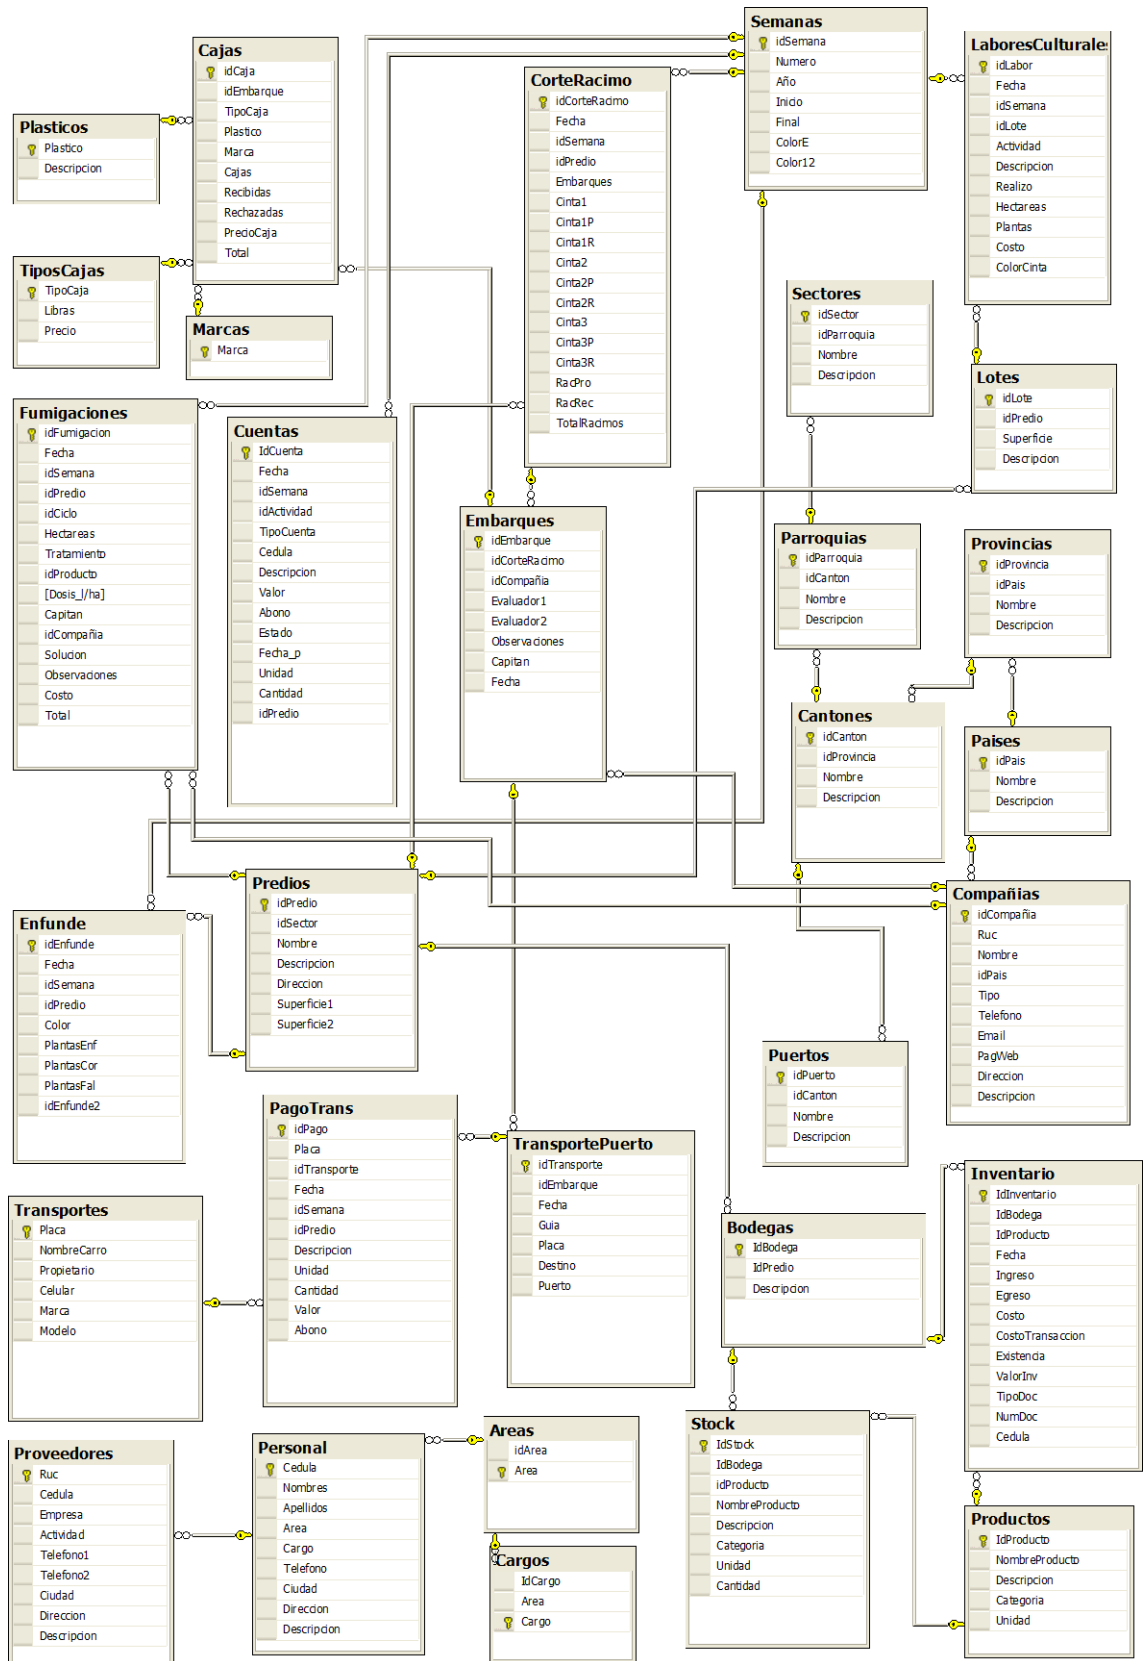 Semanas
idSemana
Numero
Año
Inicio
Final
ColorE
Color12
LaboresCulturale
idLabor
Fecha
idSemana
idLote
Actividad
Descripcion
Realizo
Hectareas
Plantas
Costo
ColorCinta
Cajas
idCaja
idEmbarque
TipoCaja
Plastico
Marca
Cajas
Recibidas
Rechazadas
PrecioCaja
Total
CorteRacimo
idCorteRacimo
Fecha
idSemana
idPredio
Embarques
Cinta1
Cinta1P
Cinta1R
Cinta2
Cinta2P
Cinta2R
Cinta3
Cinta3P
Cinta3R
RacPro
RacRec
TotalRacimos
Plasticos
Plastico
Descripcion
TiposCajas
TipoCaja
Libras
Precio
Marcas
Marca
Sectores
idSector
idParroquia
Nombre
Descripcion
Lotes
idLote
idPredio
Superficie
Descripcion
Fumigaciones
idFumigacion
Fecha
idSemana
idPredio
idCiclo
Hectareas
Tratamiento
idProducto
[Dosis_l/ha]
Capitan
idCompañia
Solucion
Observaciones
Costo
Total
Cuentas
IdCuenta
Fecha
idSemana
idActividad
TipoCuenta
Cedula
Descripcion
Valor
Abono
Estado
Fecha_p
Unidad
Cantidad
idPredio
Embarques
idEmbarque
idCorteRacimo
idCompañia
Evaluador1
Evaluador2
Observaciones
Capitan
Fecha
Parroquias
idParroquia
idCanton
Nombre
Descripcion
Provincias
idProvincia
idPais
Nombre
Descripcion
Cantones
idCanton
idProvincia
Nombre
Descripcion
Paises
idPais
Nombre
Descripcion
Predios
idPredio
idSector
Nombre
Descripcion
Direccion
Superficie1
Superficie2
Compañias
idCompañia
Ruc
Nombre
idPais
Tipo
Telefono
Email
PagWeb
Direccion
Descripcion
Enfunde
idEnfunde
Fecha
idSemana
idPredio
Color
PlantasEnf
PlantasCor
PlantasFal
idEnfunde2
Puertos
idPuerto
idCanton
Nombre
Descripcion
PagoTrans
idPago
Placa
idTransporte
Fecha
idSemana
idPredio
Descripcion
Unidad
Cantidad
Valor
Abono
TransportePuerto
idTransporte
idEmbarque
Fecha
Guia
Placa
Destino
Puerto
Inventario
IdInventario
IdBodega
IdProducto
Fecha
Ingreso
Egreso
Costo
CostoTransaccion
Existencia
ValorInv
TipoDoc
NumDoc
Cedula
Transportes
Placa
NombreCarro
Propietario
Celular
Marca
Modelo
Bodegas
IdBodega
IdPredio
Descripcion
Proveedores
Ruc
Cedula
Empresa
Actividad
Telefono1
Telefono2
Ciudad
Direccion
Descripcion
Personal
Cedula
Nombres
Apellidos
Area
Cargo
Telefono
Ciudad
Direccion
Descripcion
Areas
idArea
Area
Cargos
IdCargo
Area
Cargo
Stock
IdStock
IdBodega
idProducto
NombreProducto
Descripcion
Categoria
Unidad
Cantidad
Productos
IdProducto
NombreProducto
Descripcion
Categoria
Unidad